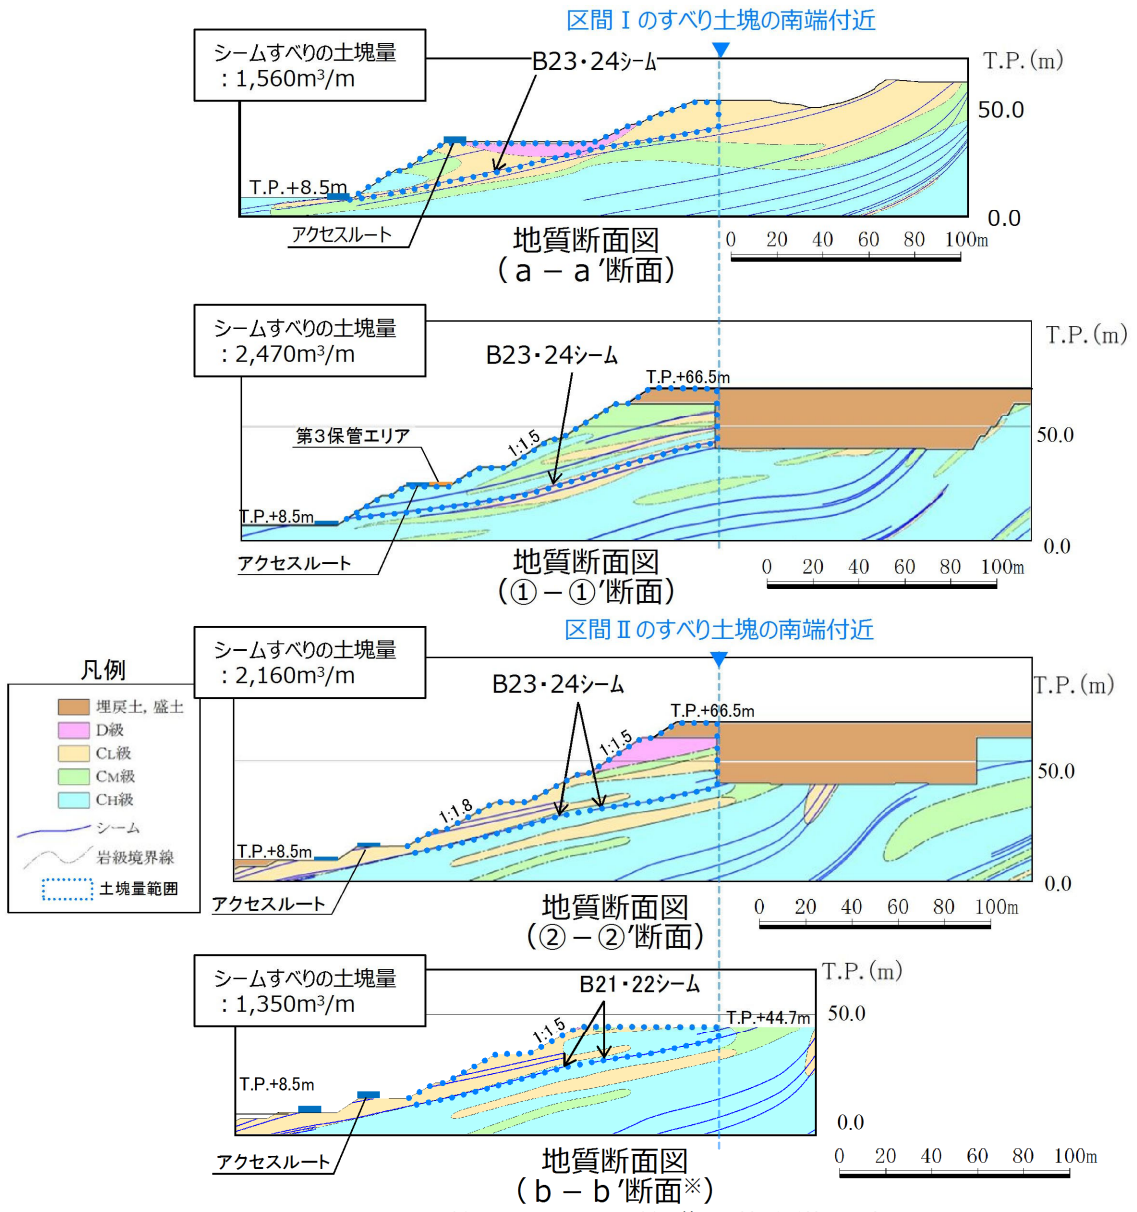 区間Ⅰのすべり土塊の南端付近
シームすべりの土塊量
：1,560m³/m
B23・24シーム
T.P.(m)
50.0
T.P.+8.5m
0.0
アクセスルート
地質断面図
（ａ－ａ′断面）
0 20 40 60 80 100m
シームすべりの土塊量
：2,470m³/m
T.P.(m)
B23・24シーム
T.P.+66.5m
第3保管エリア
1:1.5
50.0
T.P.+8.5m
0.0
アクセスルート
地質断面図
（①－①′断面）
0 20 40 60 80 100m
区間Ⅱのすべり土塊の南端付近
シームすべりの土塊量
：2,160m³/m
T.P.(m)
B23・24シーム
T.P.+66.5m
1:1.5
50.0
1:1.8
T.P.+8.5m
0.0
アクセスルート
地質断面図
（②－②′断面）
0 20 40 60 80 100m
凡例
埋戻土，盛土
D級
CL級
CM級
CH級
シーム
岩級境界線
土塊量範囲
シームすべりの土塊量
：1,350m³/m
T.P.(m)
B21・22シーム
50.0
T.P.+44.7m
1:1.5
T.P.+8.5m
0.0
アクセスルート
地質断面図
（ｂ－ｂ′断面※）
0 20 40 60 80 100m